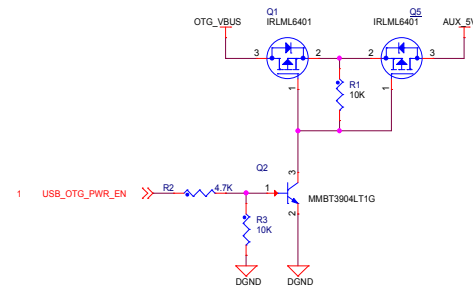 Q1
Q5
OTG_VBUS
IRLML6401
IRLML6401
AUX_5V
3
2
2
3
1
R1
10K
1
Q2
3
1
USB_OTG_PWR_EN
R2
4.7K
1
MMBT3904LT1G
2
R3
10K
DGND
DGND